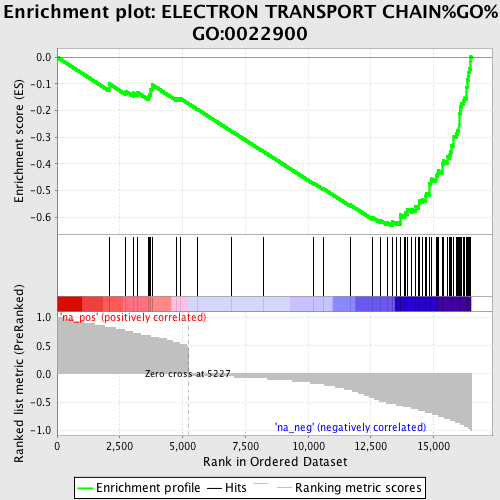 Enrichment plot: ELECTRON TRANSPORT CHAIN%GO%
GO:0022900
Enrichment score (ES)
0.0
-0.1
-0.2
-0.3
-0.4
-0.5
-0.6
Ranked list metric (PreRanked)
1.0
0.5
0.0
-0.5
-1.0
'na_pos' (positively correlated)
Zero cross at 5227
'na_neg' (negatively correlated)
0
2,500
5,000
7,500
10,000
12,500
15,000
Rank in Ordered Dataset
Enrichment profile
Hits
Ranking metric scores